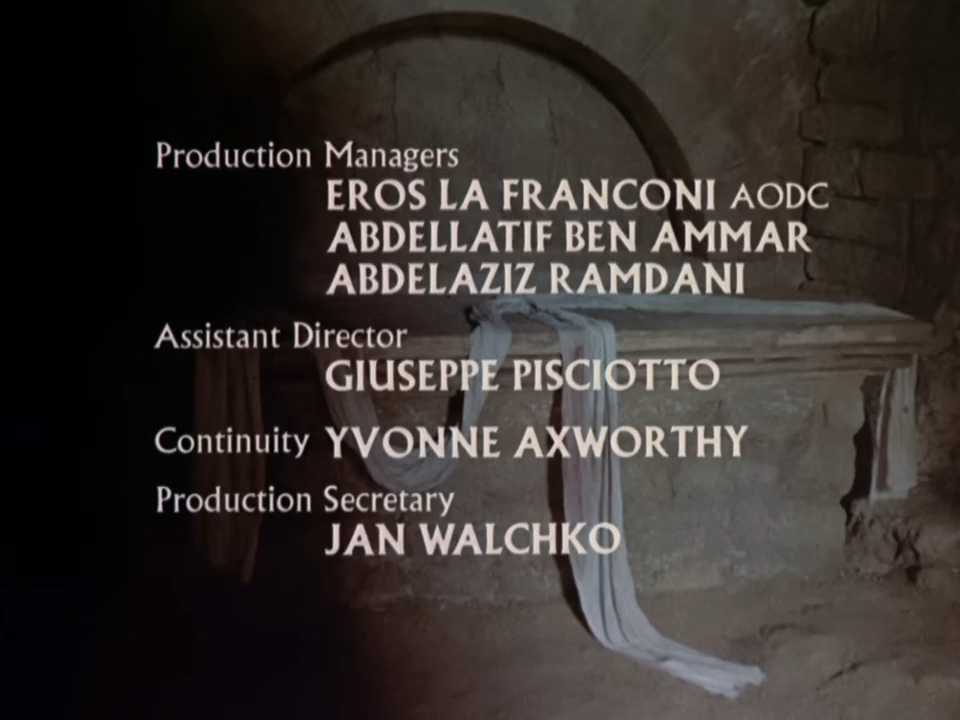 Production Managers
EROS LA FRANCONI AODC
ABDELLATIF BEN AMMAR
ABDELAZIZ RAMDANI
Assistant Director
GIUSEPPE PISCIOTTO
Continuity YVONNE AXWORTHY
Production Secretary
JAN WALCHKO